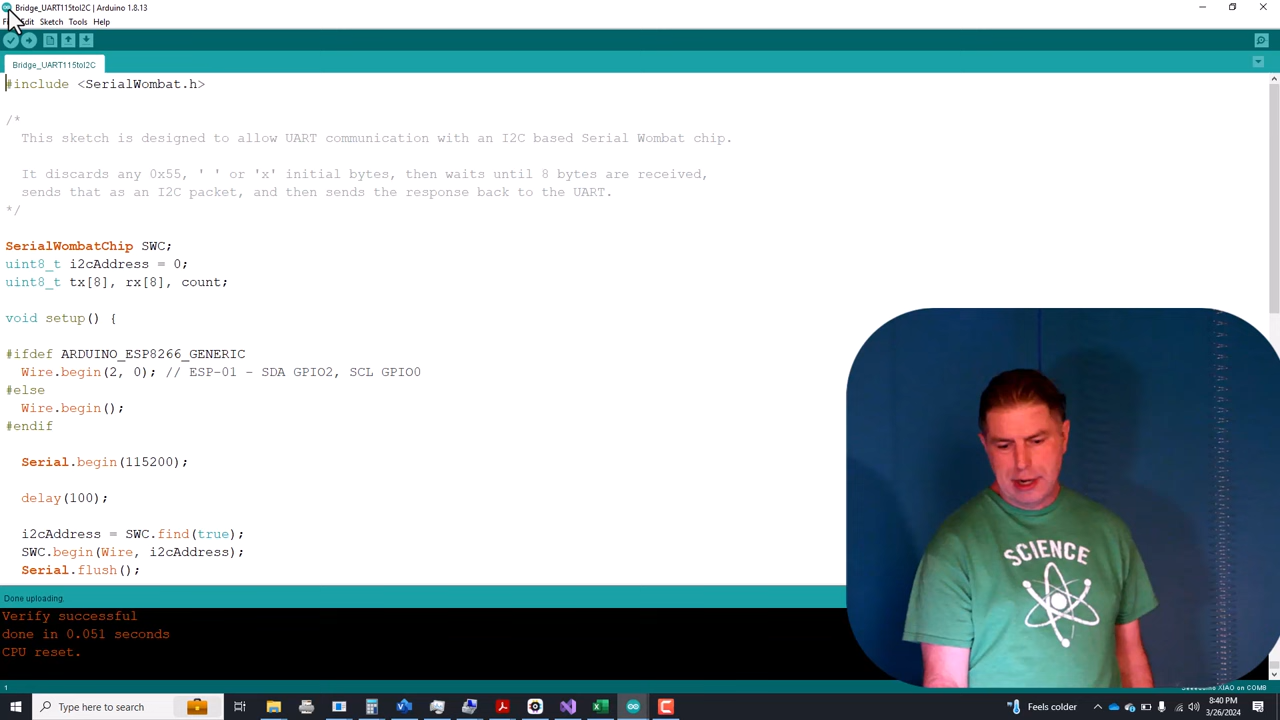 Bridge_UART115toI2C | Arduino 1.8.13
Edit Sketch Tools Help
Bridge_UART115toI2C
#include <SerialWombat.h>
/*
This sketch is designed to allow UART communication with an I2C based Serial Wombat chip.
It discards any 0x55, ' ' or 'x' initial bytes, then waits until 8 bytes are received,
sends that as an I2C packet, and then sends the response back to the UART.
*/
SerialWombatChip SWC;
uint8_t i2cAddress = 0;
uint8_t tx[8], rx[8], count;
void setup() {
#ifdef ARDUINO_ESP8266_GENERIC
Wire.begin(2, 0); // ESP-01 - SDA GPIO2, SCL GPIO0
#else
Wire.begin();
#endif
Serial.begin(115200);
delay(100);
i2cAddress = SWC.find(true);
SWC.begin(Wire, i2cAddress);
Serial.flush();
Done uploading.
Verify successful
done in 0.051 seconds
CPU reset.
SCIENCE
1
XIAO on COM8
Type here to search
Feels colder
8:40 PM
3/26/2024